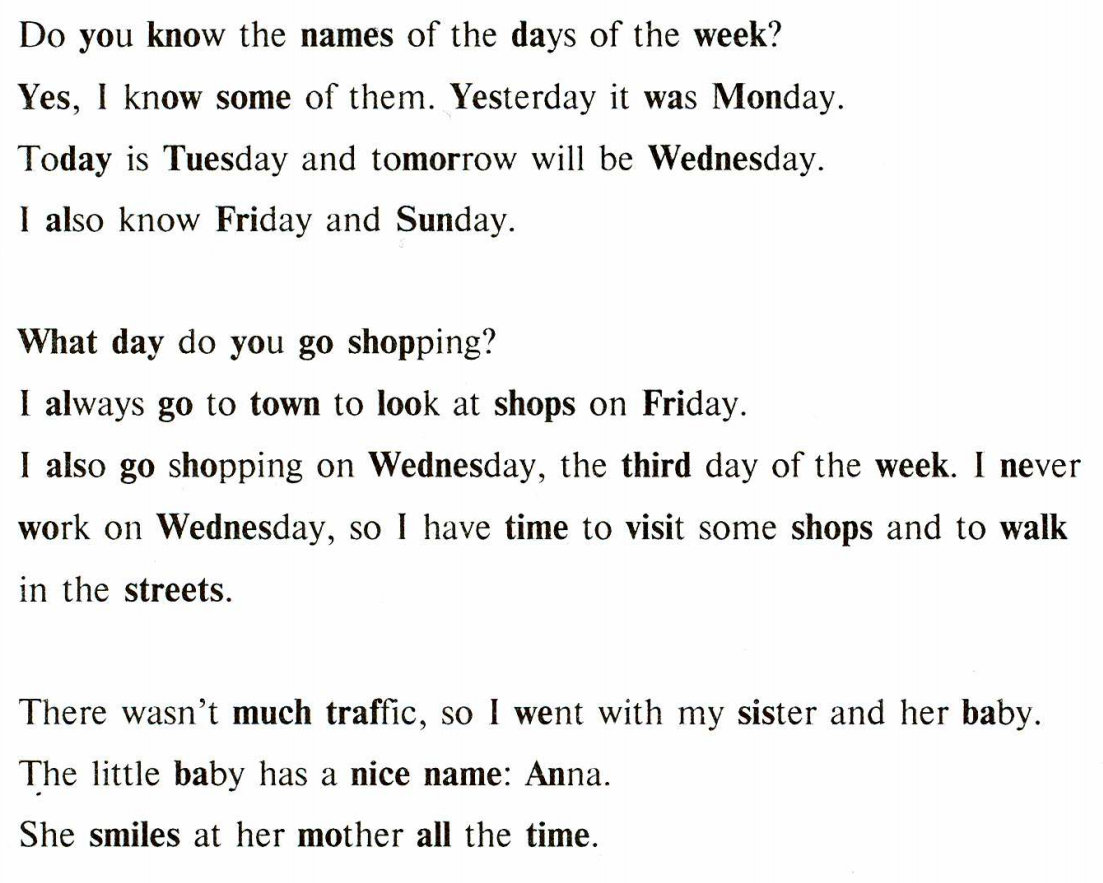 Do you know the names of the days of the week?
Yes, I know some of them. Yesterday it was Monday.
Today is Tuesday and tomorrow will be Wednesday.
I also know Friday and Sunday.
What day do you go shopping?
I always go to town to look at shops on Friday.
I also go shopping on Wednesday, the third day of the week. I never
work on Wednesday, so I have time to visit some shops and to walk
in the streets.
There wasn't much traffic, so I went with my sister and her baby.
The little baby has a nice name: Anna.
She smiles at her mother all the time.